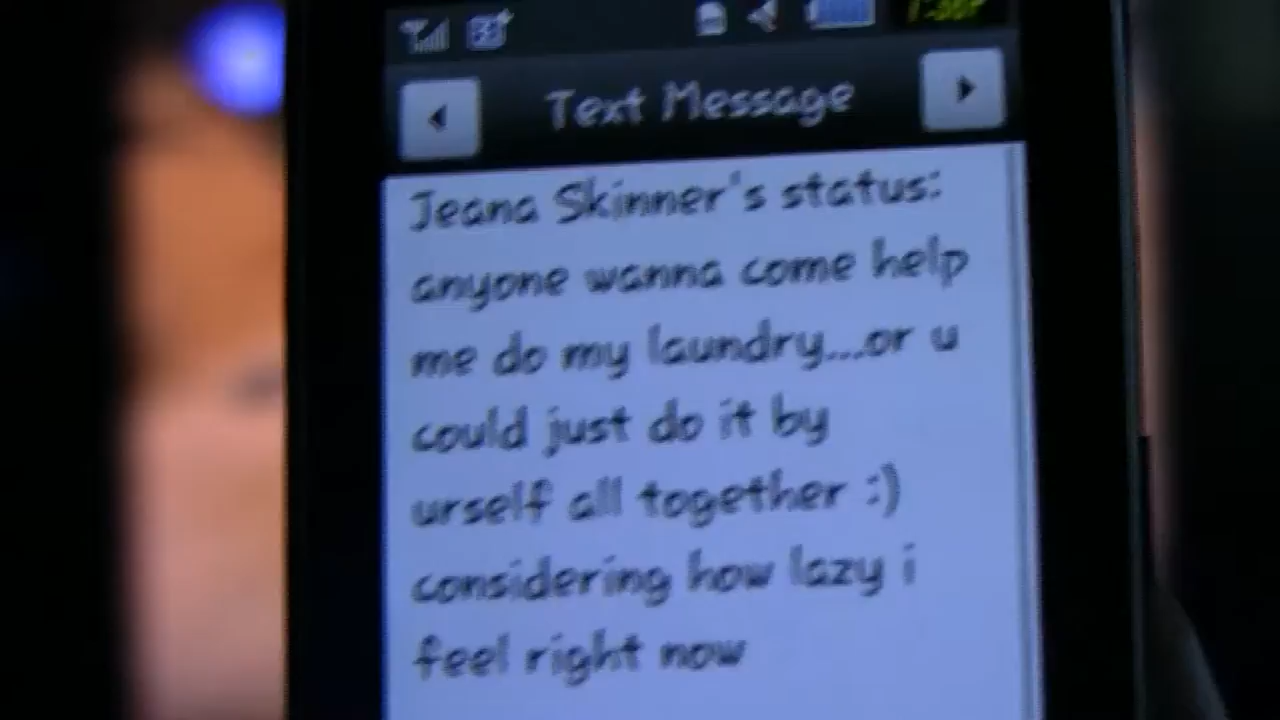 Text Message
Jeana Skinner's status:
anyone wanna come help
me do my laundry....or u
could just do it by
urself all together :)
considering how lazy i
feel right now